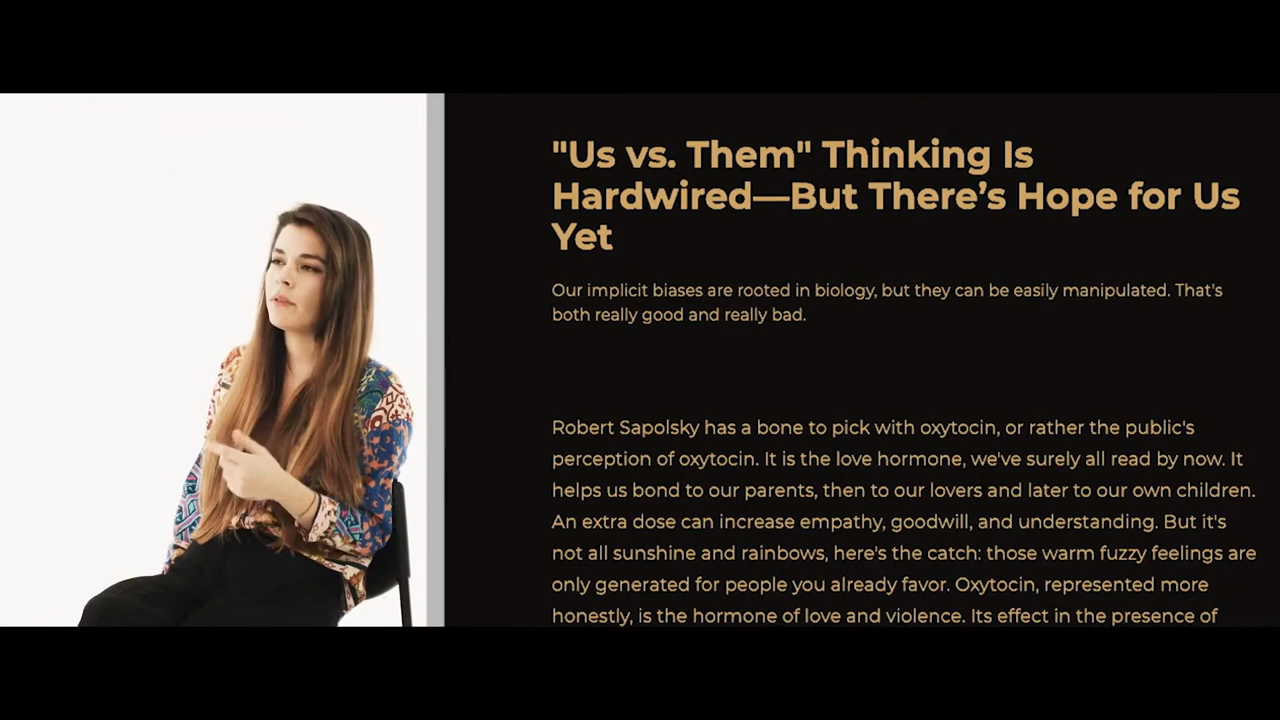 "Us vs. Them" Thinking Is
Hardwired—But There’s Hope for Us
Yet
Our implicit biases are rooted in biology, but they can be easily manipulated. That's
both really good and really bad.
Robert Sapolsky has a bone to pick with oxytocin, or rather the public's
perception of oxytocin. It is the love hormone, we've surely all read by now. It
helps us bond to our parents, then to our lovers and later to our own children.
An extra dose can increase empathy, goodwill, and understanding. But it's
not all sunshine and rainbows, here's the catch: those warm fuzzy feelings are
only generated for people you already favor. Oxytocin, represented more
honestly, is the hormone of love and violence. Its effect in the presence of